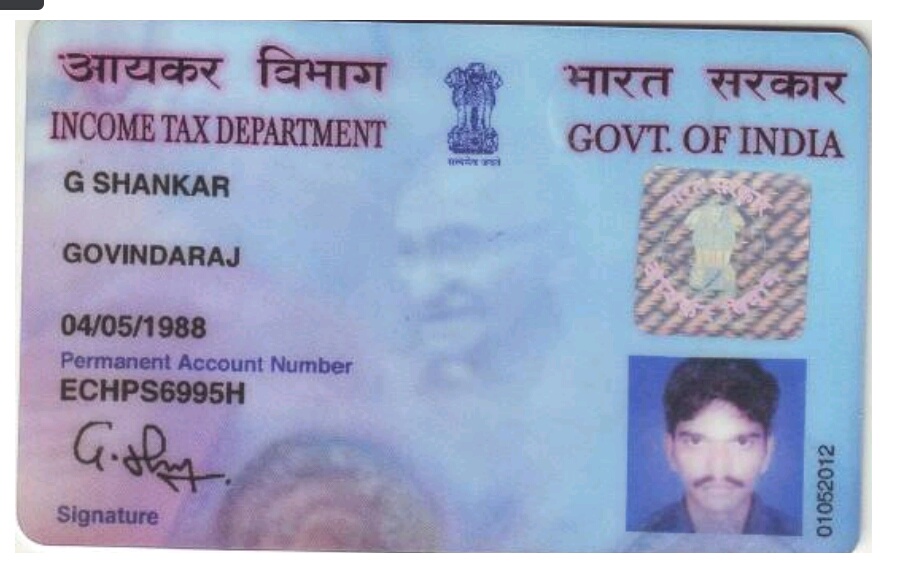 आयकर विभाग
भारत सरकार
INCOME TAX DEPARTMENT
GOVT. OF INDIA
सत्यमेव जयते
G SHANKAR
GOVINDARAJ
04/05/1988
Permanent Account Number
ECHPS6995H
Signature
01052012